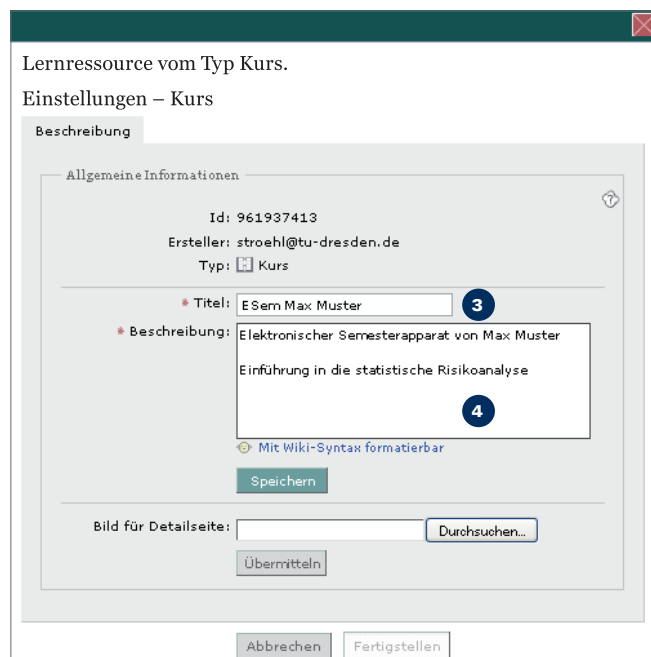 Lernressource vom Typ Kurs.
Einstellungen – Kurs
Beschreibung
Allgemeine Informationen
Id: 961937413
Ersteller: stroehl@tu-dresden.de
Typ: Kurs
* Titel: ESem Max Muster 3
* Beschreibung: Elektronischer Semesterapparat von Max Muster
Einführung in die statistische Risikoanalyse
4
Mit Wiki-Syntax formatierbar
Speichern
Bild für Detailseite: Durchsuchen...
Übermitteln
Abbrechen Fertigstellen